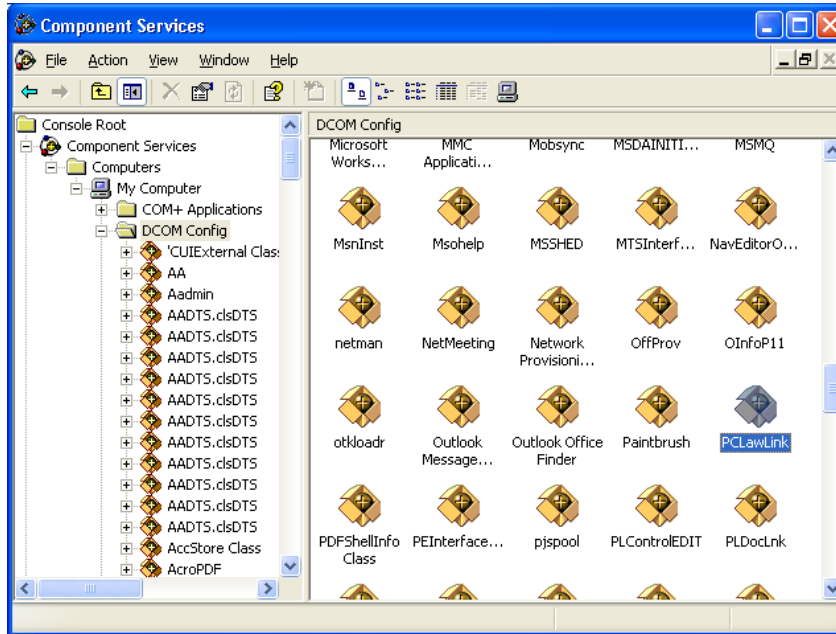 Component Services
File Action View Window Help
Console Root
Component Services
Computers
My Computer
COM+ Applications
DCOM Config
'CUIExternal Clas
AA
Aadmin
AADTS.clsDTS
AADTS.clsDTS
AADTS.clsDTS
AADTS.clsDTS
AADTS.clsDTS
AADTS.clsDTS
AADTS.clsDTS
AADTS.clsDTS
AADTS.clsDTS
AADTS.clsDTS
AADTS.clsDTS
AccStore Class
AcroPDF
DCOM Config
Microsoft Works...
MMC Applicati...
Mobsync
MSDAINITI...
MSMQ
MsnInst
Msohelp
MSSHED
MTSInterf...
NavEditorO...
netman
NetMeeting
Network Provisioni...
OffProv
OInfoP11
otkloadr
Outlook Message...
Outlook Office Finder
Paintbrush
PCLawLink
PDFShellInfo Class
PEInterface...
pjspool
PLControlEDIT
PLDocLnk